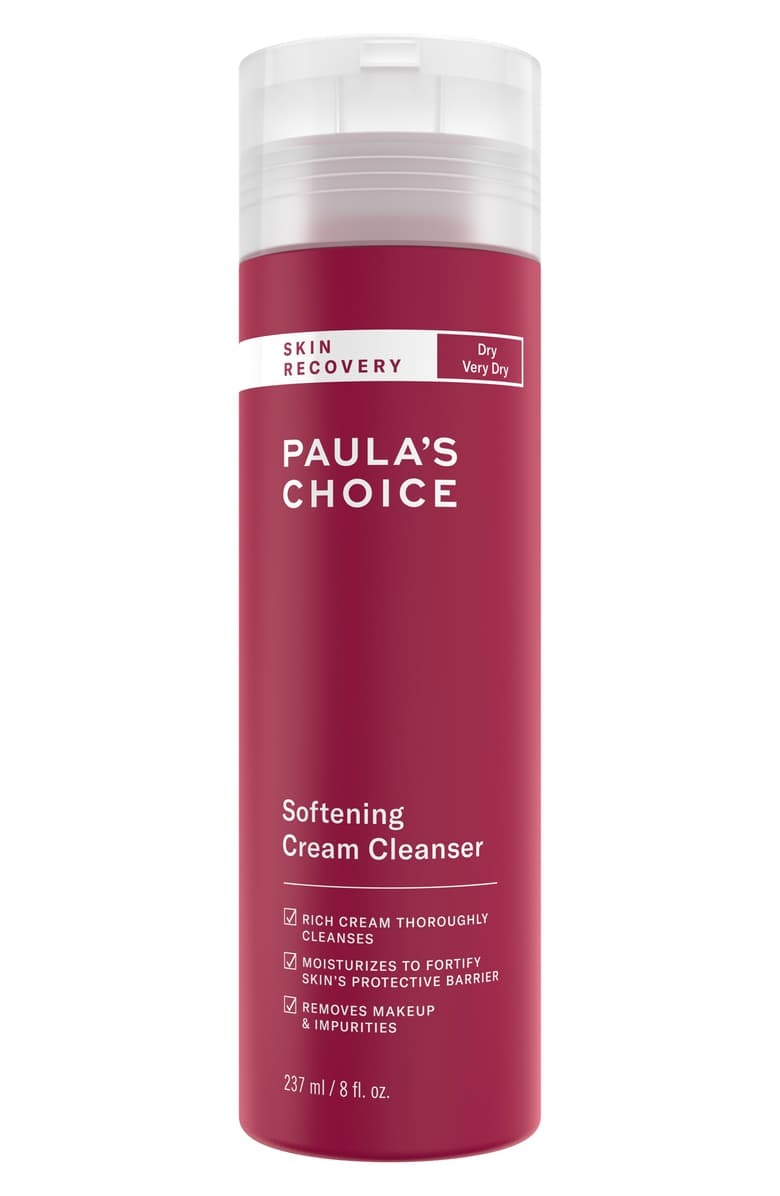 SKIN
RECOVERY
Dry
Very Dry
PAULA'S
CHOICE
Softening
Cream Cleanser
☑ RICH CREAM THOROUGHLY
CLEANSES
☑ MOISTURIZES TO FORTIFY
SKIN'S PROTECTIVE BARRIER
☑ REMOVES MAKEUP
& IMPURITIES
237 ml / 8 fl. oz.